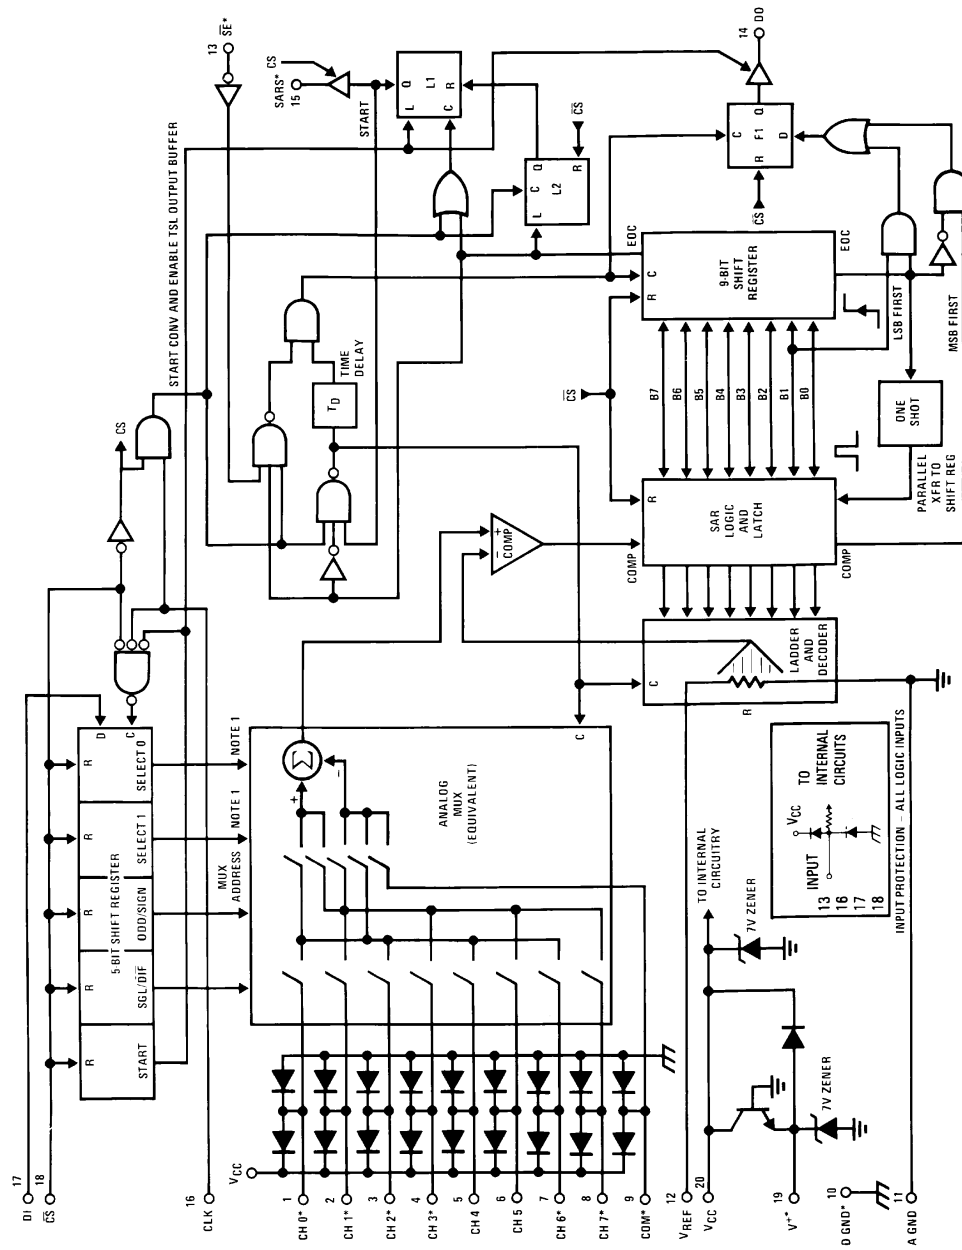 DI
17
CS
18
CLK
16
5-BIT SHIFT REGISTER
START
SGL/DIF
ODD/SIGN
SELECT 1
SELECT 0
R
R
R
R
R
D
C
CS
START CONV AND ENABLE TSL OUTPUT BUFFER
13
SE*
SARS*
15
CS
START
L
Q
L1
C
R
L
C
Q
L2
R
CS
TIME
DELAY
TD
MUX
ADDRESS
NOTE 1
NOTE 1
VCC
1
CH 0*
2
CH 1*
3
CH 2*
4
CH 3*
5
CH 4
6
CH 5
7
CH 6*
8
CH 7*
9
COM*
ANALOG
MUX
(EQUIVALENT)
Σ
+
−
C
+
−
COMP
CS
COMP
R
SAR
LOGIC
AND
LATCH
COMP
B7
B6
B5
B4
B3
B2
B1
B0
EOC
R
C
9-BIT
SHIFT
REGISTER
EOC
C
Q
F1
R
D
CS
14
DO
LSB FIRST
MSB FIRST
ONE
SHOT
PARALLEL
XFR TO
SHIFT REG
C
LADDER
AND
DECODER
R
12
VREF
20
VCC
19
V+*
10
D GND*
11
A GND
TO INTERNAL
CIRCUITRY
7V ZENER
7V ZENER
INPUT
13
16
17
18
VCC
TO
INTERNAL
CIRCUITS
INPUT PROTECTION – ALL LOGIC INPUTS